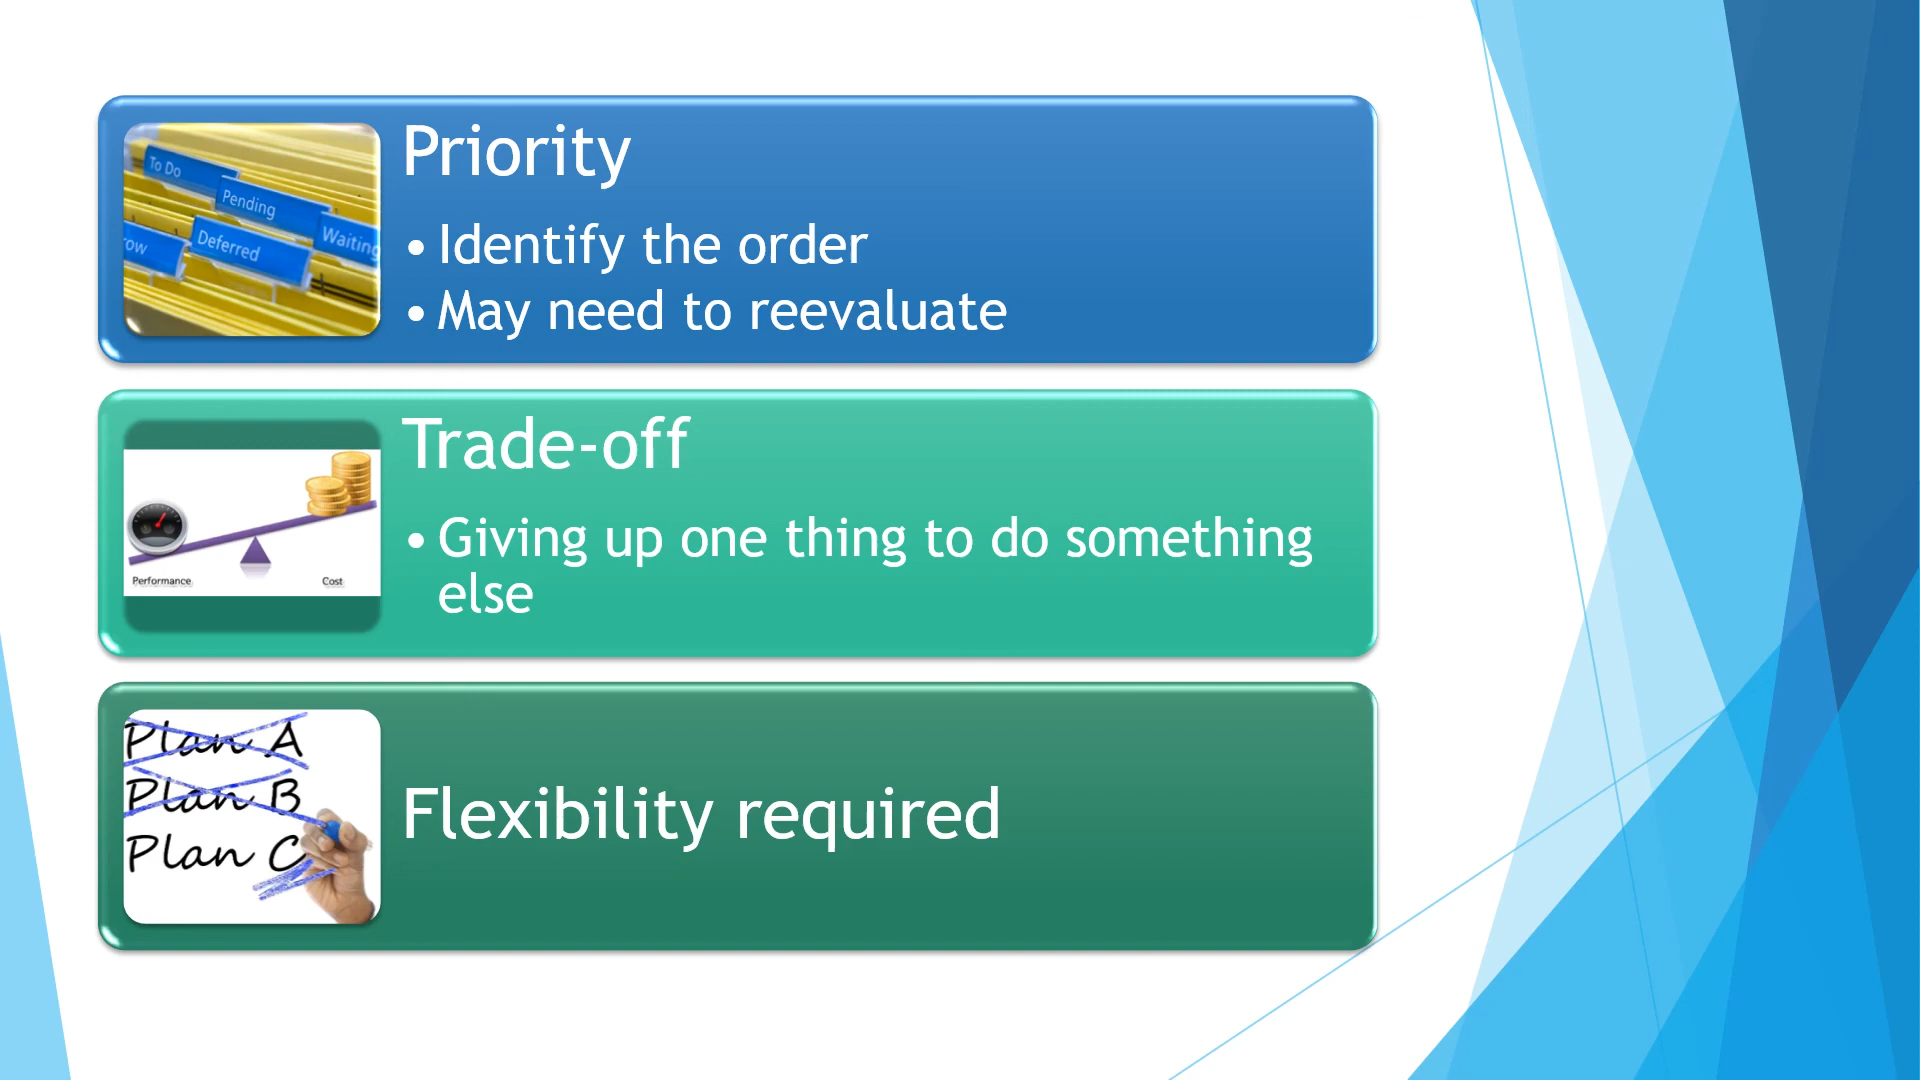 Priority
• Identify the order
• May need to reevaluate
To Do
Pending
Waiting
Deferred
Trade-off
• Giving up one thing to do something
else
Performance
Cost
Flexibility required
Plan A
Plan B
Plan C